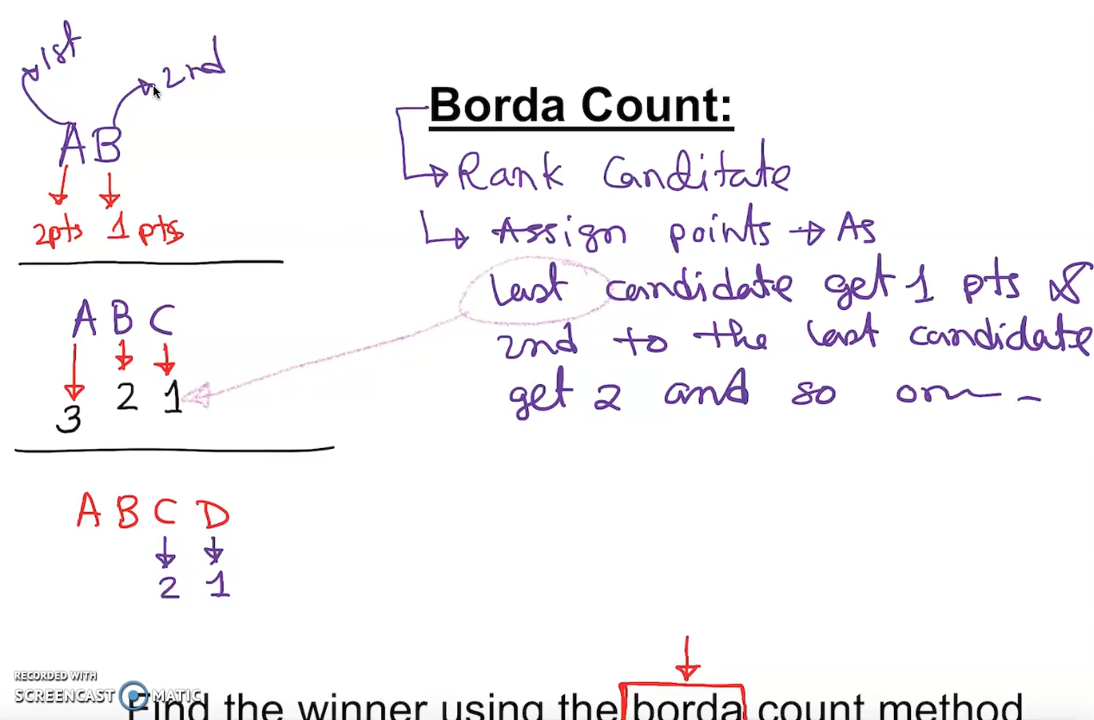 1st
2nd
A B
2pts 1 pts
A B C
3 2 1
A B C D
2 1
Borda Count:
Rank Canditate
Assign points → As
last candidate get 1 pts &
2nd to the last candidate
get 2 and so on -
RECORDED WITH
SCREENCAST MATIC
Find the winner using the borda count method